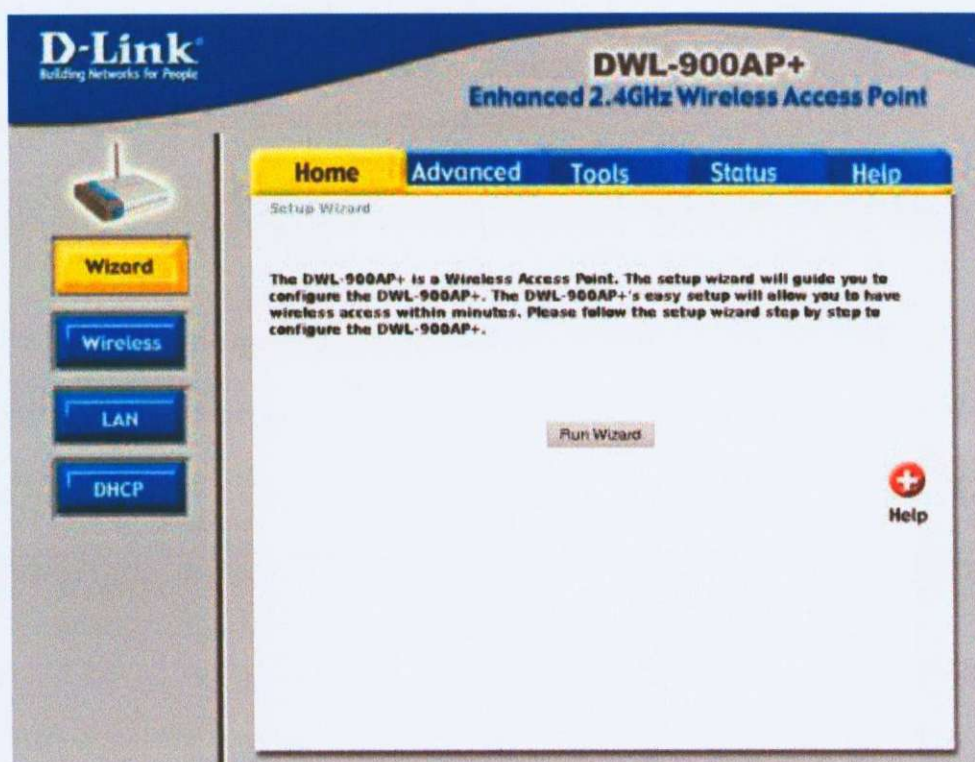 D-Link
Building Networks for People
DWL-900AP+
Enhanced 2.4GHz Wireless Access Point
Home Advanced Tools Status Help
Setup Wizard
Wizard
Wireless
LAN
DHCP
The DWL-900AP+ is a Wireless Access Point. The setup wizard will guide you to
configure the DWL-900AP+. The DWL-900AP+'s easy setup will allow you to have
wireless access within minutes. Please follow the setup wizard step by step to
configure the DWL-900AP+.
Run Wizard
Help